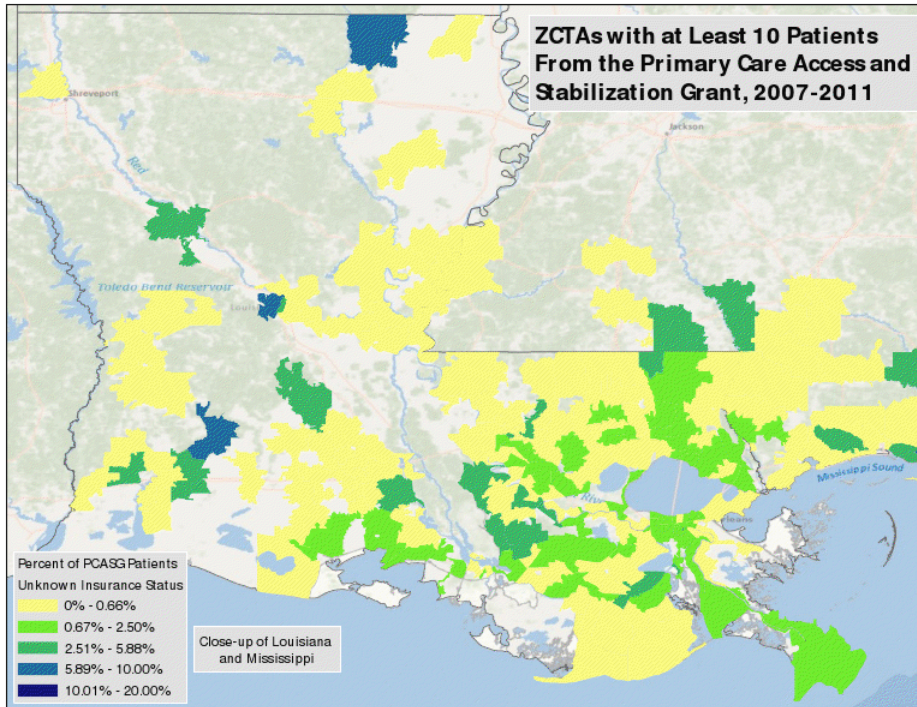 ZCTAs with at Least 10 Patients
From the Primary Care Access and
Stabilization Grant, 2007-2011
Shreveport
Jackson
Red
Toledo Bend Reservoir
Mississippi Sound
Percent of PCASG Patients
Unknown Insurance Status
0% - 0.66%
0.67% - 2.50%
2.51% - 5.88%
5.89% - 10.00%
10.01% - 20.00%
Close-up of Louisiana
and Mississippi